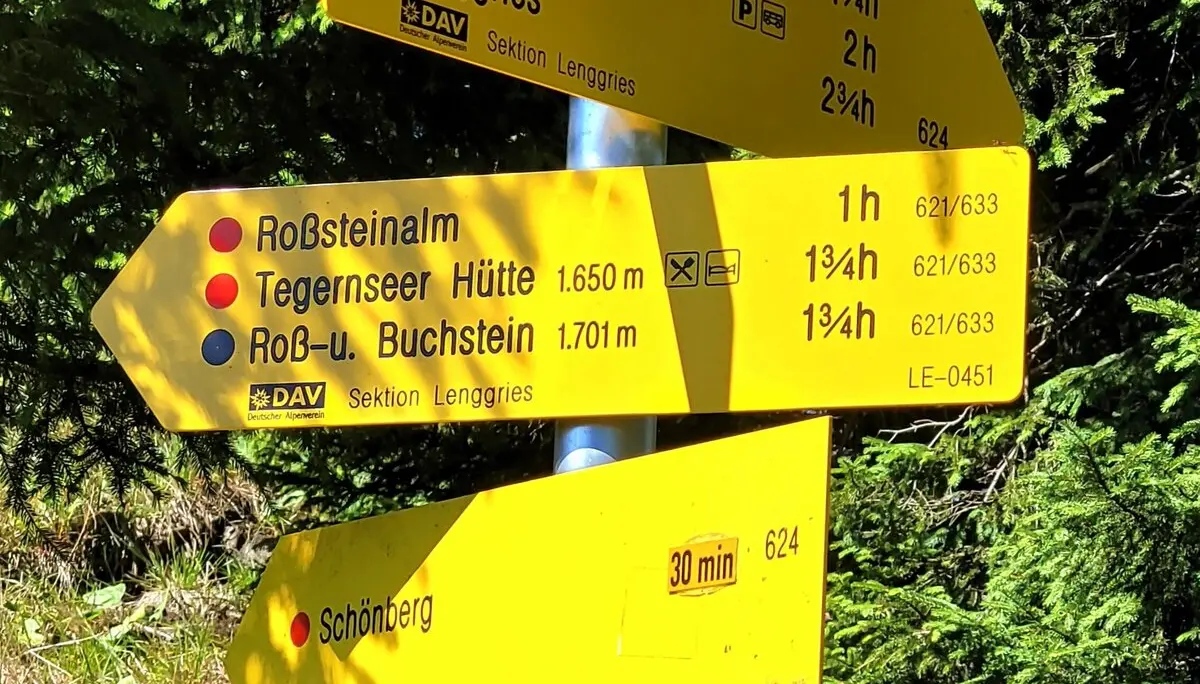 P
DAV
Deutscher Alpenverein
Sektion Lenggries
2 h
2¾h
624
Roßsteinalm 1h 621/633
Tegernseer Hütte 1.650 m 1¾h 621/633
Roß-u. Buchstein 1.701 m 1¾h 621/633
LE-0451
DAV
Deutscher Alpenverein
Sektion Lenggries
30 min 624
Schönberg